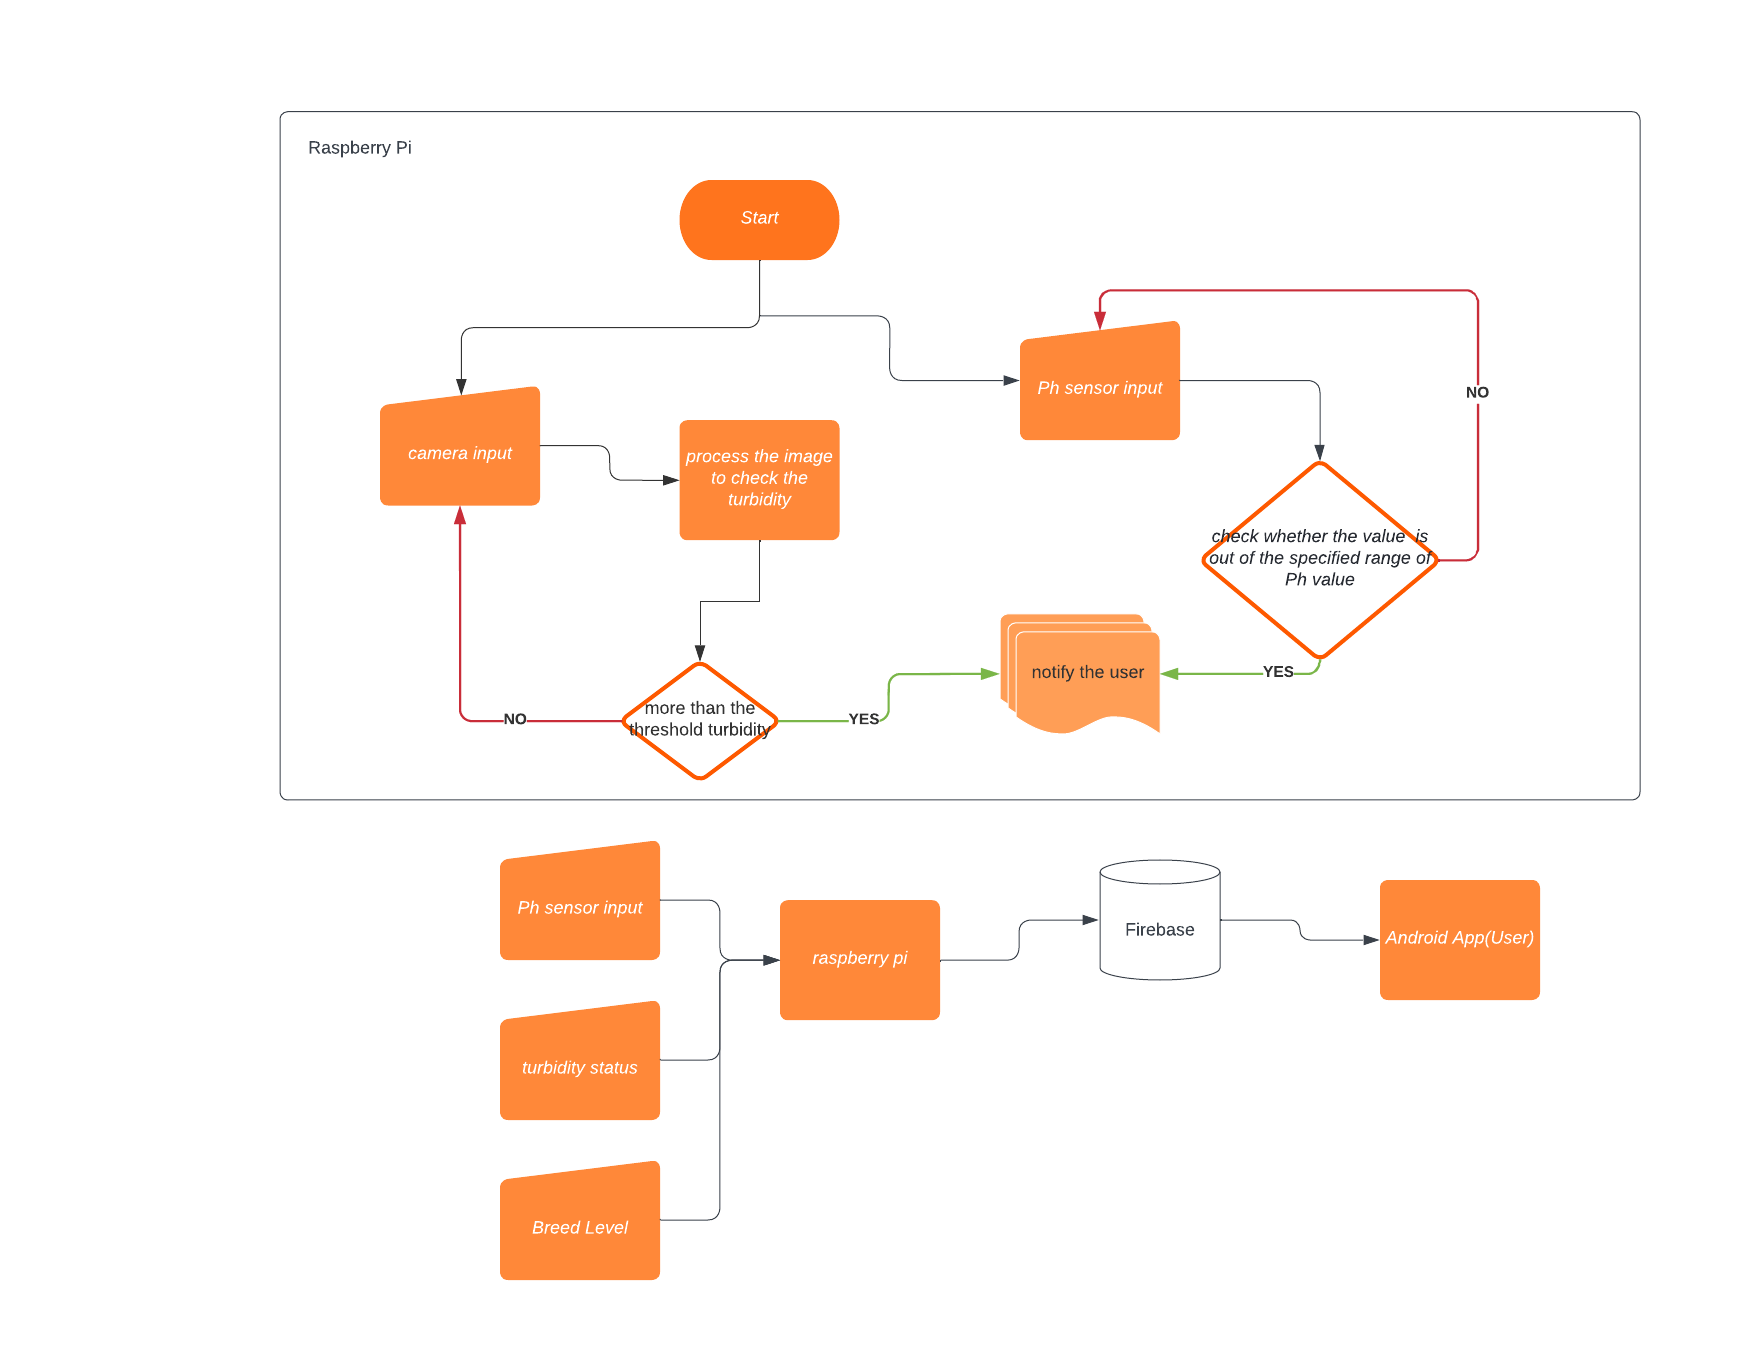 Raspberry Pi
Start
Ph sensor input
NO
camera input
process the image
to check the
turbidity
check whether the value  is
out of the specified range of
Ph value
notify the user
YES
more than the
threshold turbidity
NO
YES
Ph sensor input
raspberry pi
Firebase
Android App(User)
turbidity status
Breed Level